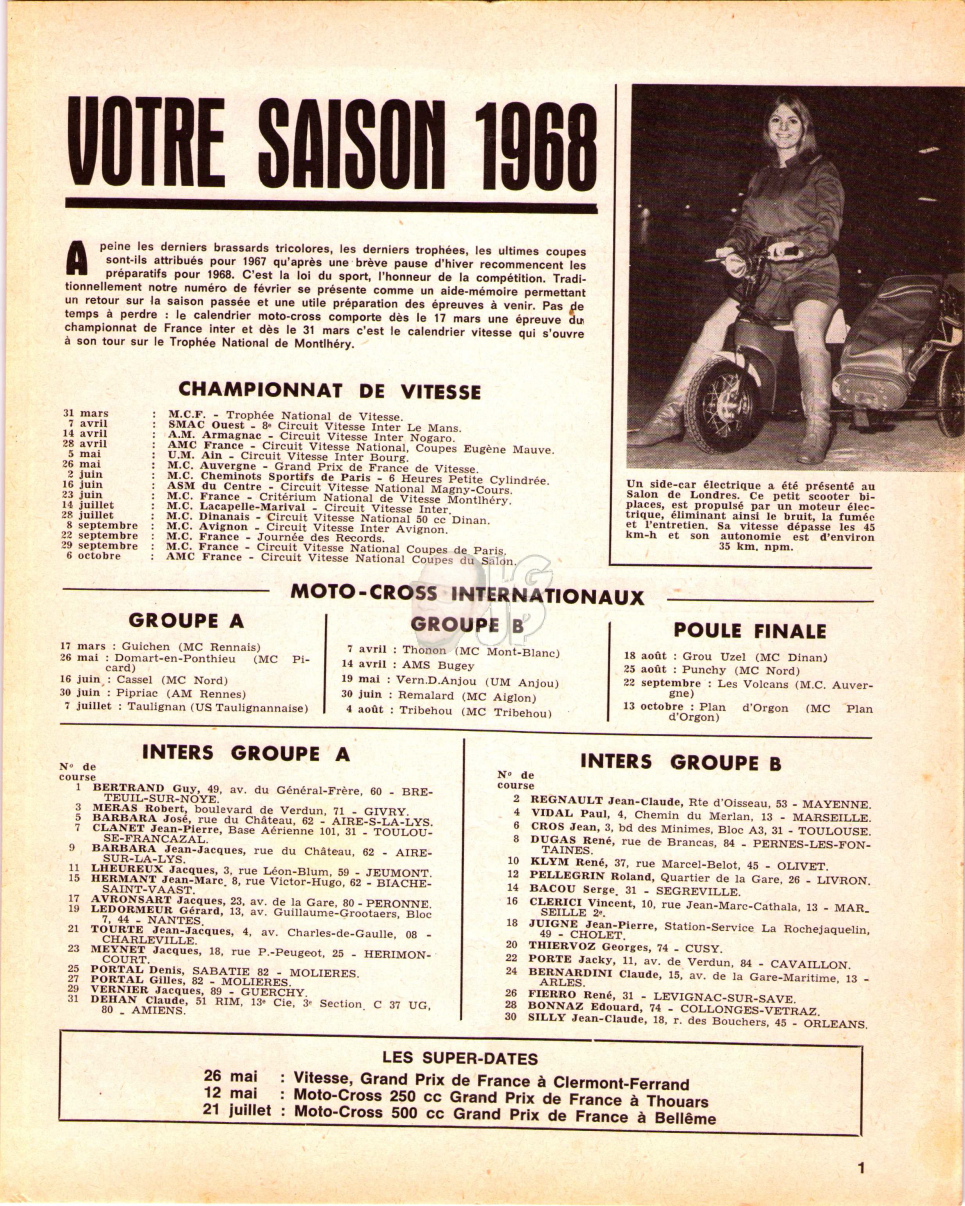 VOTRE SAISON 1968
A peine les derniers brassards tricolores, les derniers trophées, les ultimes coupes
sont-ils attribués pour 1967 qu'après une brève pause d'hiver recommencent les
préparatifs pour 1968. C'est la loi du sport, l'honneur de la compétition. Tradi-
tionnellement notre numéro de février se présente comme un aide-mémoire permettant
un retour sur la saison passée et une utile préparation des épreuves à venir. Pas de
temps à perdre : le calendrier moto-cross comporte dès le 17 mars une épreuve du
championnat de France inter et dès le 31 mars c'est le calendrier vitesse qui s'ouvre
à son tour sur le Trophée National de Montlhéry.
Un side-car électrique a été présenté au
Salon de Londres. Ce petit scooter bi-
places, est propulsé par un moteur élec-
trique, éliminant ainsi le bruit, la fumée
et l'entretien. Sa vitesse dépasse les 45
km-h et son autonomie est d'environ
35 km. npm.
CHAMPIONNAT DE VITESSE
31 mars : M.C.F. - Trophée National de Vitesse.
7 avril : SMAC Ouest - 8e Circuit Vitesse Inter Le Mans.
14 avril : A.M. Armagnac - Circuit Vitesse Inter Nogaro.
28 avril : AMC France - Circuit Vitesse National, Coupes Eugène Mauve.
5 mai : U.M. Ain - Circuit Vitesse Inter Bourg.
26 mai : M.C. Auvergne - Grand Prix de France de Vitesse.
2 juin : M.C. Cheminots Sportifs de Paris - 6 Heures Petite Cylindrée.
16 juin : ASM du Centre - Circuit Vitesse National Magny-Cours.
23 juin : M.C. France - Critérium National de Vitesse Montlhéry.
14 juillet : M.C. Lacapelle-Marival - Circuit Vitesse Inter.
28 juillet : M.C. Dinanais - Circuit Vitesse National 50 cc Dinan.
8 septembre : M.C. Avignon - Circuit Vitesse Inter Avignon.
22 septembre : M.C. France - Journée des Records.
29 septembre : M.C. France - Circuit Vitesse National Coupes de Paris.
6 octobre : AMC France - Circuit Vitesse National Coupes du Salon.
LG
UP
MOTO-CROSS INTERNATIONAUX
GROUPE A
17 mars : Guichen (MC Rennais)
26 mai : Domart-en-Ponthieu (MC Pi-
card)
16 juin : Cassel (MC Nord)
30 juin : Pipriac (AM Rennes)
7 juillet : Taulignan (US Taulignannaise)
GROUPE B
7 avril : Thonon (MC Mont-Blanc)
14 avril : AMS Bugey
19 mai : Vern.D.Anjou (UM Anjou)
30 juin : Remalard (MC Aiglon)
4 août : Tribehou (MC Tribehou)
POULE FINALE
18 août : Grou Uzel (MC Dinan)
25 août : Punchy (MC Nord)
22 septembre : Les Volcans (M.C. Auver-
gne)
13 octobre : Plan d'Orgon (MC Plan
d'Orgon)
INTERS GROUPE A
No de
course
1 BERTRAND Guy, 49, av. du Général-Frère, 60 - BRE-
TEUIL-SUR-NOYE.
3 MERAS Robert, boulevard de Verdun, 71 - GIVRY.
5 BARBARA José, rue du Château, 62 - AIRE-S-LA-LYS.
7 CLANET Jean-Pierre, Base Aérienne 101, 31 - TOULOU-
SE-FRANCAZAL.
9 BARBARA Jean-Jacques, rue du Château, 62 - AIRE-
SUR-LA-LYS.
11 LHEUREUX Jacques, 3, rue Léon-Blum, 59 - JEUMONT.
15 HERMANT Jean-Marc, 8, rue Victor-Hugo, 62 - BIACHE-
SAINT-VAAST.
17 AVRONSART Jacques, 23, av. de la Gare, 80 - PERONNE.
19 LEDORMEUR Gérard, 13, av. Guillaume-Grootaers, Bloc
7, 44 - NANTES.
21 TOURTE Jean-Jacques, 4, av. Charles-de-Gaulle, 08 -
CHARLEVILLE.
23 MEYNET Jacques, 18, rue P.-Peugeot, 25 - HERIMON-
COURT.
25 PORTAL Denis, SABATIE 82 - MOLIERES.
27 PORTAL Gilles, 82 - MOLIERES.
29 VERNIER Jacques, 89 - GUERCHY.
31 DEHAN Claude, 51 RIM, 13e Cie, 3e Section, C 37 UG,
80 - AMIENS.
INTERS GROUPE B
No de
course
2 REGNAULT Jean-Claude, Rte d'Oisseau, 53 - MAYENNE.
4 VIDAL Paul, 4, Chemin du Merlan, 13 - MARSEILLE.
6 CROS Jean, 3, bd des Minimes, Bloc A3, 31 - TOULOUSE.
8 DUGAS René, rue de Brancas, 84 - PERNES-LES-FON-
TAINES.
10 KLYM René, 37, rue Marcel-Belot, 45 - OLIVET.
12 PELLEGRIN Roland, Quartier de la Gare, 26 - LIVRON.
14 BACOU Serge, 31 - SEGREVILLE.
16 CLERICI Vincent, 10, rue Jean-Marc-Cathala, 13 - MAR-
SEILLE 2e.
18 JUIGNE Jean-Pierre, Station-Service La Rochejaquelin,
49 - CHOLET.
20 THIERVOZ Georges, 74 - CUSY.
22 PORTE Jacky, 11, av. de Verdun, 84 - CAVAILLON.
24 BERNARDINI Claude, 15, av. de la Gare-Maritime, 13 -
ARLES.
26 FIERRO René, 31 - LEVIGNAC-SUR-SAVE.
28 BONNAZ Edouard, 74 - COLLONGES-VETRAZ.
30 SILLY Jean-Claude, 18, r. des Bouchers, 45 - ORLEANS.
LES SUPER-DATES
26 mai : Vitesse, Grand Prix de France à Clermont-Ferrand
12 mai : Moto-Cross 250 cc Grand Prix de France à Thouars
21 juillet : Moto-Cross 500 cc Grand Prix de France à Bellême
1